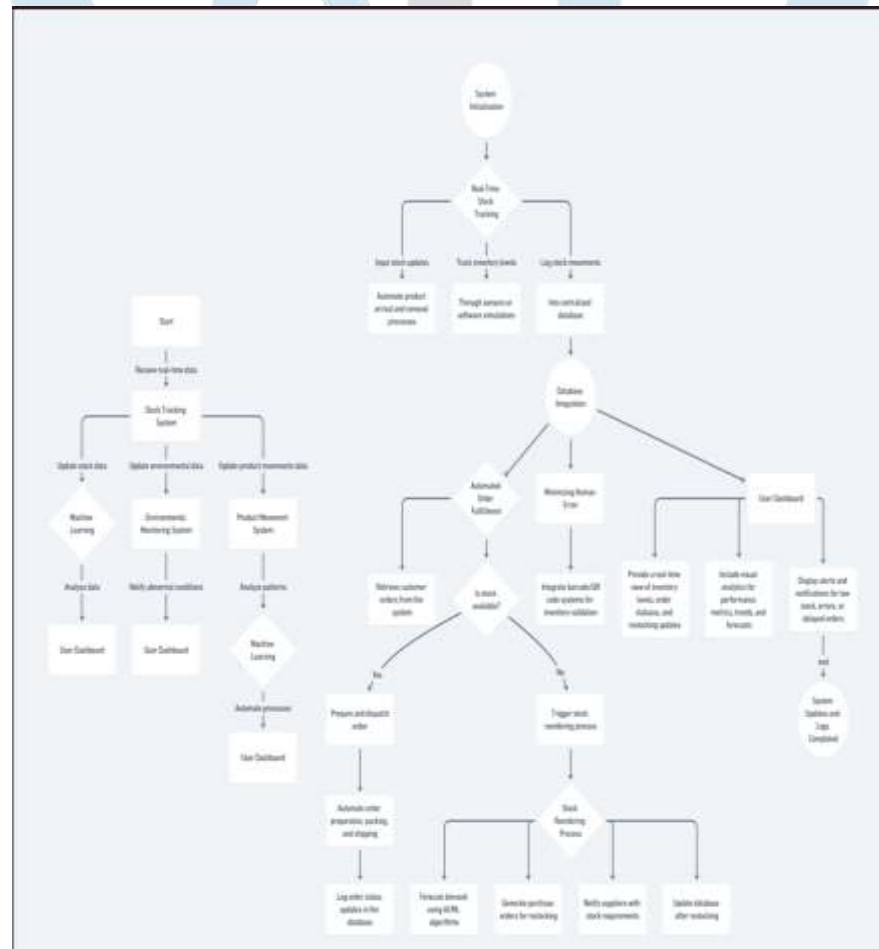 System
Initialization
Real-Time
Stock
Tracking
Input stock updates
Track inventory levels
Log stock movements
Automate product
arrival and removal
processes
Through sensors or
software simulations
Into centralized
database
Start
Receive real-time data
Stock Tracking
System
Update stock data
Update environmental data
Update product movements data
Machine
Learning
Environmental
Monitoring System
Product Movement
System
Analyze data
Notify abnormal conditions
Analyze patterns
User Dashboard
User Dashboard
Machine
Learning
Automate processes
User Dashboard
Database
Integration
Automated
Order
Fulfillment
Minimizing Human
Error
User Dashboard
Retrieve customer
orders from the
system
Is stock
available?
Integrate barcode/QR
code systems for
inventory validation
Provide a real-time
view of inventory
levels, order
statuses, and
restocking updates
Include visual
analytics for
performance
metrics, trends, and
forecasts
Display alerts and
notifications for low
stock, errors, or
delayed orders
Yes
No
end
Prepare and dispatch
order
Trigger stock
reordering process
System
Updates and
Logs
Completed
Automate order
preparation, packing,
and shipping
Stock
Reordering
Process
Log order status
updates in the
database
Forecast demand
using AI/ML
algorithms
Generate purchase
orders for restocking
Notify suppliers with
stock requirements
Update database
after restocking